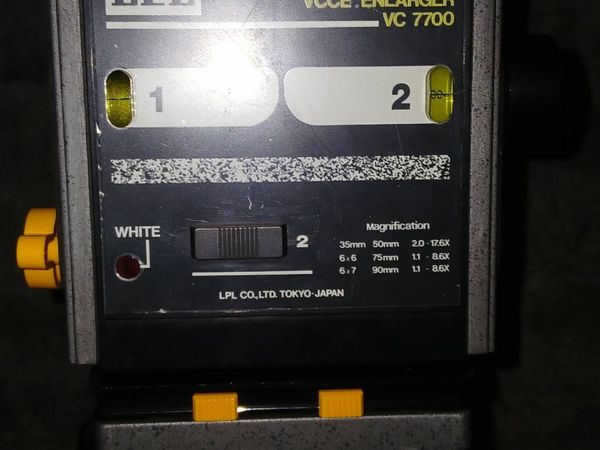 LPL
VCCE ENLARGER
VC 7700
1 2
WHITE
2
Magnification
35mm 50mm 2.0 - 17.6X
6x6 75mm 1.1 - 8.6X
6x7 90mm 1.1 - 8.6X
LPL CO.,LTD. TOKYO·JAPAN